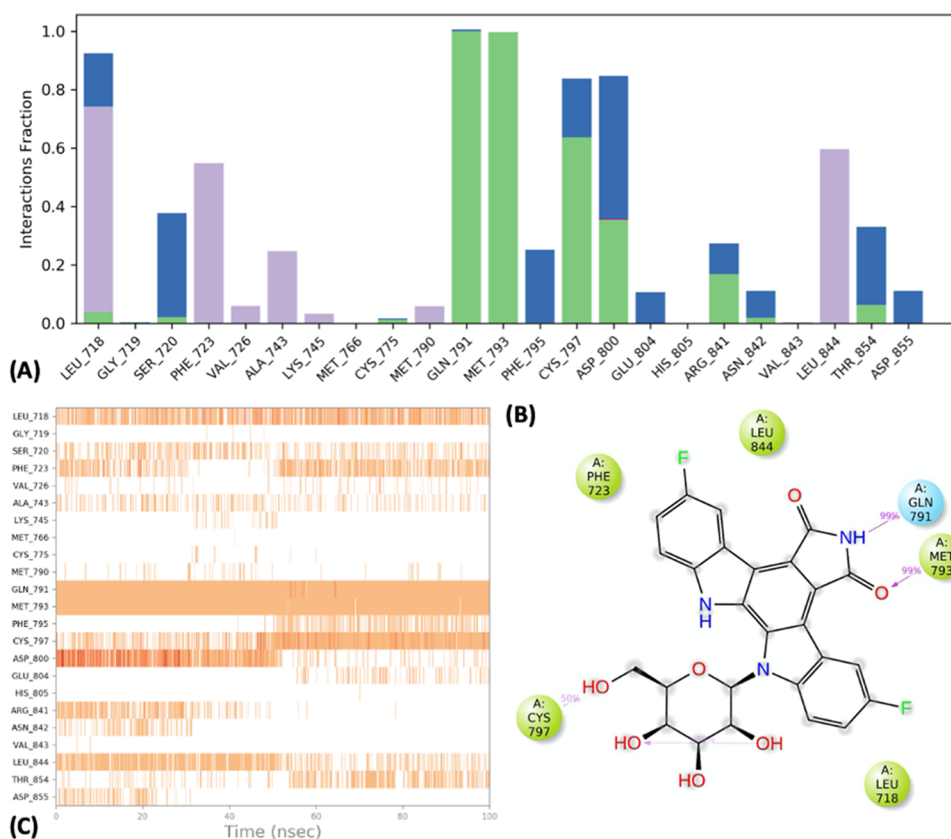 1.0
0.8
0.6
0.4
0.2
0.0
Interactions Fraction
LEU_718
GLY_719
SER_720
PHE_723
VAL_726
ALA_743
LYS_745
MET_766
CYS_775
MET_790
GLN_791
MET_793
PHE_795
CYS_797
ASP_800
GLU_804
HIS_805
ARG_841
ASN_842
VAL_843
LEU_844
THR_854
ASP_855
(A)
LEU_718
GLY_719
SER_720
PHE_723
VAL_726
ALA_743
LYS_745
MET_766
CYS_775
MET_790
GLN_791
MET_793
PHE_795
CYS_797
ASP_800
GLU_804
HIS_805
ARG_841
ASN_842
VAL_843
LEU_844
THR_854
ASP_855
0
20
40
60
80
100
Time (nsec)
(C)
(B)
A:
LEU
844
A:
PHE
723
F
A:
GLN
791
99%
O
NH
99%
A:
MET
793
O
N
H
O
N
HO
50%
A:
CYS
797
F
HO
OH
HO
A:
LEU
718